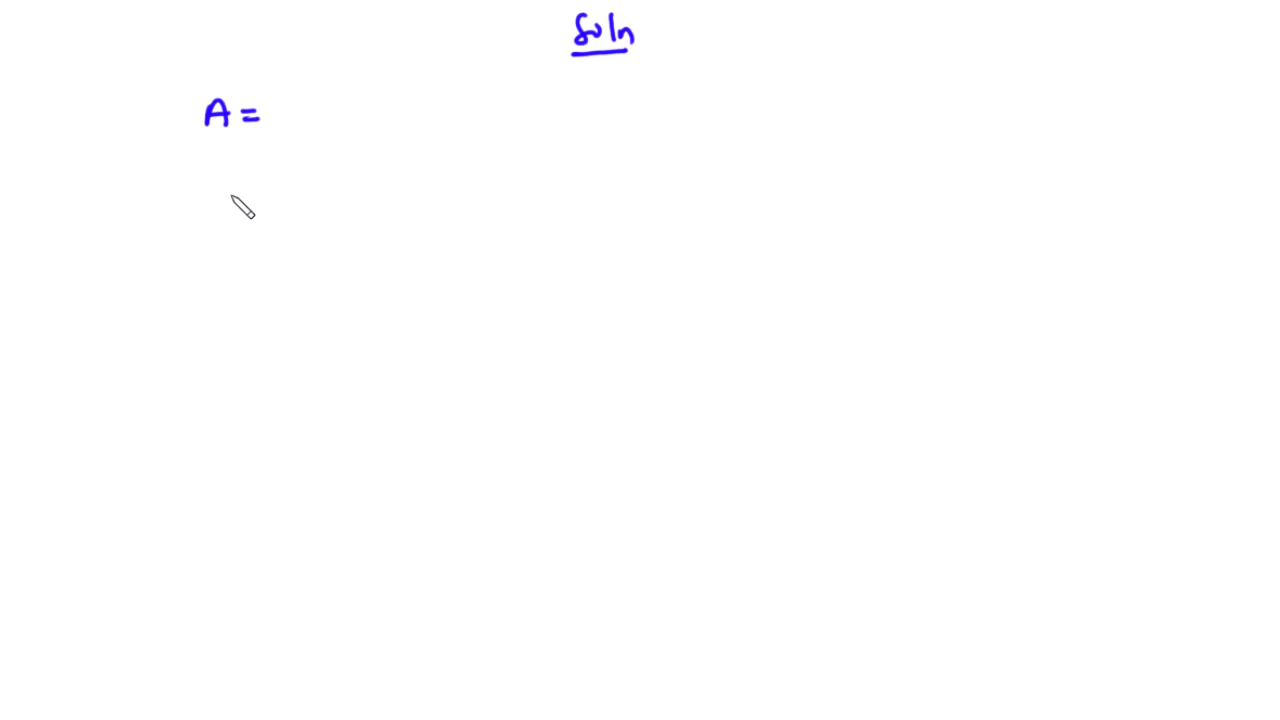 Soln
A =